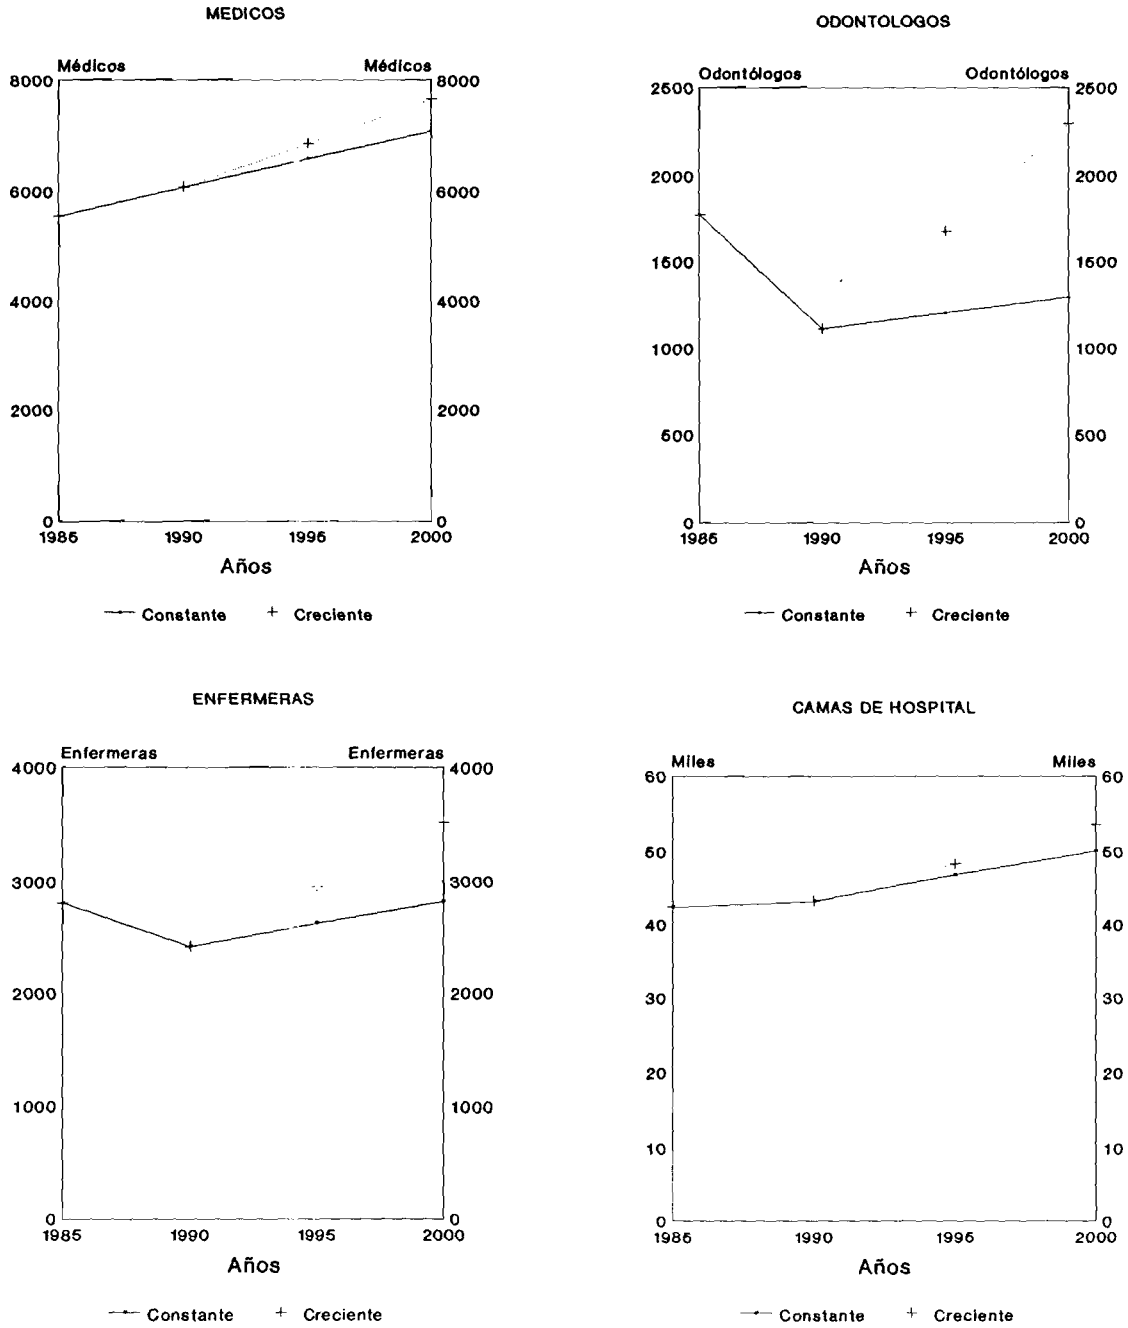 MEDICOS
Médicos Médicos
8000 8000
6000 6000
4000 4000
2000 2000
0 0
1985 1990 1995 2000
Años
Constante + Creciente
ODONTOLOGOS
Odontólogos Odontólogos
2500 2500
2000 2000
1500 1500
1000 1000
500 500
0 0
1985 1990 1995 2000
Años
Constante + Creciente
ENFERMERAS
Enfermeras Enfermeras
4000 4000
3000 3000
2000 2000
1000 1000
0 0
1985 1990 1995 2000
Años
Constante + Creciente
CAMAS DE HOSPITAL
Miles Miles
60 60
50 50
40 40
30 30
20 20
10 10
0 0
1985 1990 1995 2000
Años
Constante + Creciente